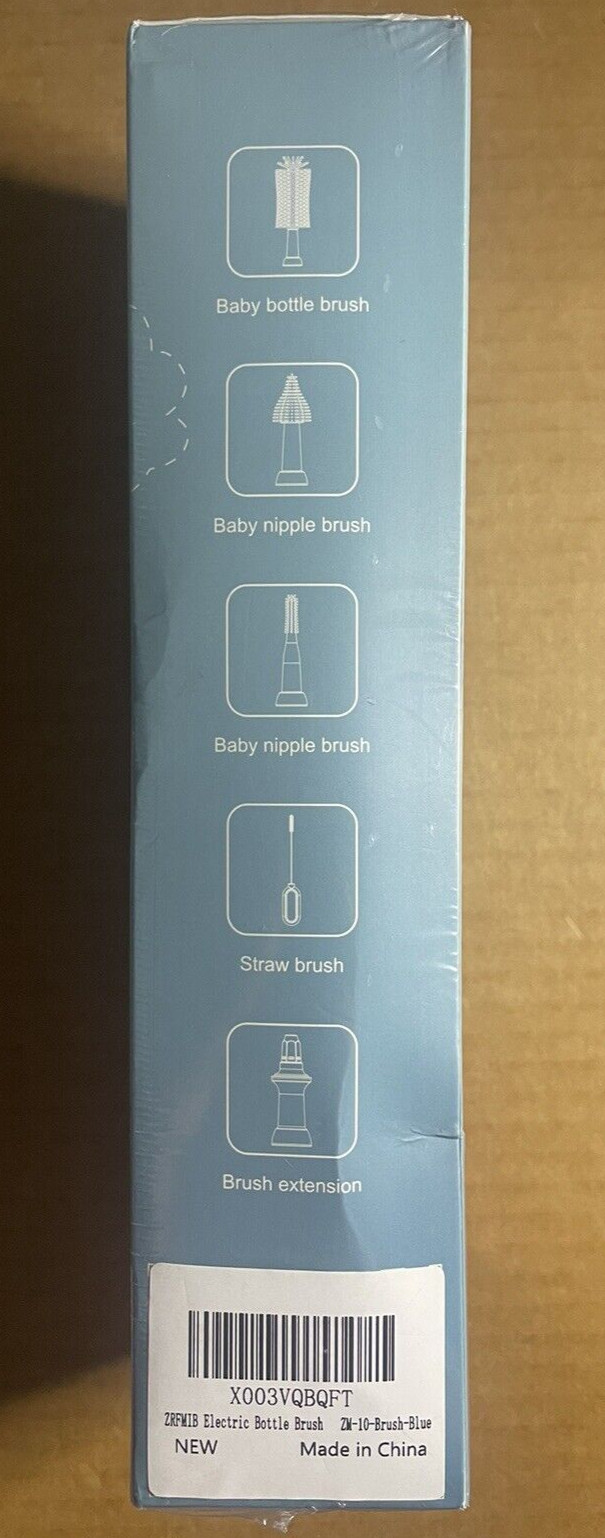 Baby bottle brush
Baby nipple brush
Baby nipple brush
Straw brush
Brush extension
X003VQBQFT
ZRFMIB Electric Bottle Brush ZM-10-Brush-Blue
NEW Made in China